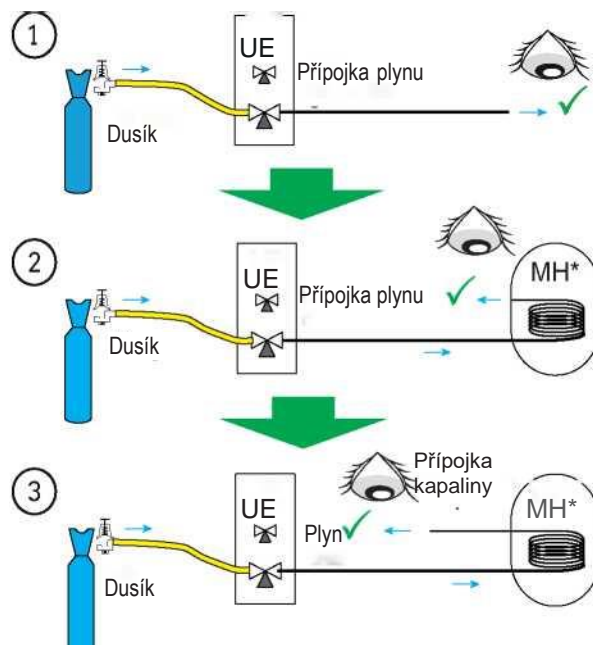 1
UE
Přípojka plynu
Dusík
2
UE
Přípojka plynu
MH*
Dusík
3
Přípojka
kapaliny
UE
Plyn
MH*
Dusík